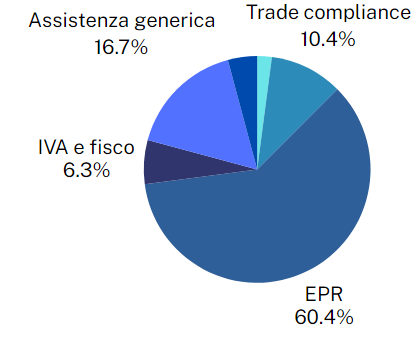 Assistenza generica
16.7%
Trade compliance
10.4%
IVA e fisco
6.3%
EPR
60.4%